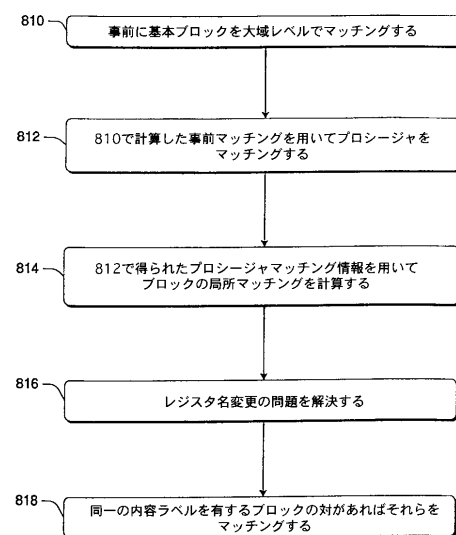 810
事前に基本ブロックを大域レベルでマッチングする
812
810で計算した事前マッチングを用いてプロシージャを
マッチングする
814
812で得られたプロシージャマッチング情報を用いて
ブロックの局所マッチングを計算する
816
レジスタ名変更の問題を解決する
818
同一の内容ラベルを有するブロックの対があればそれらを
マッチングする